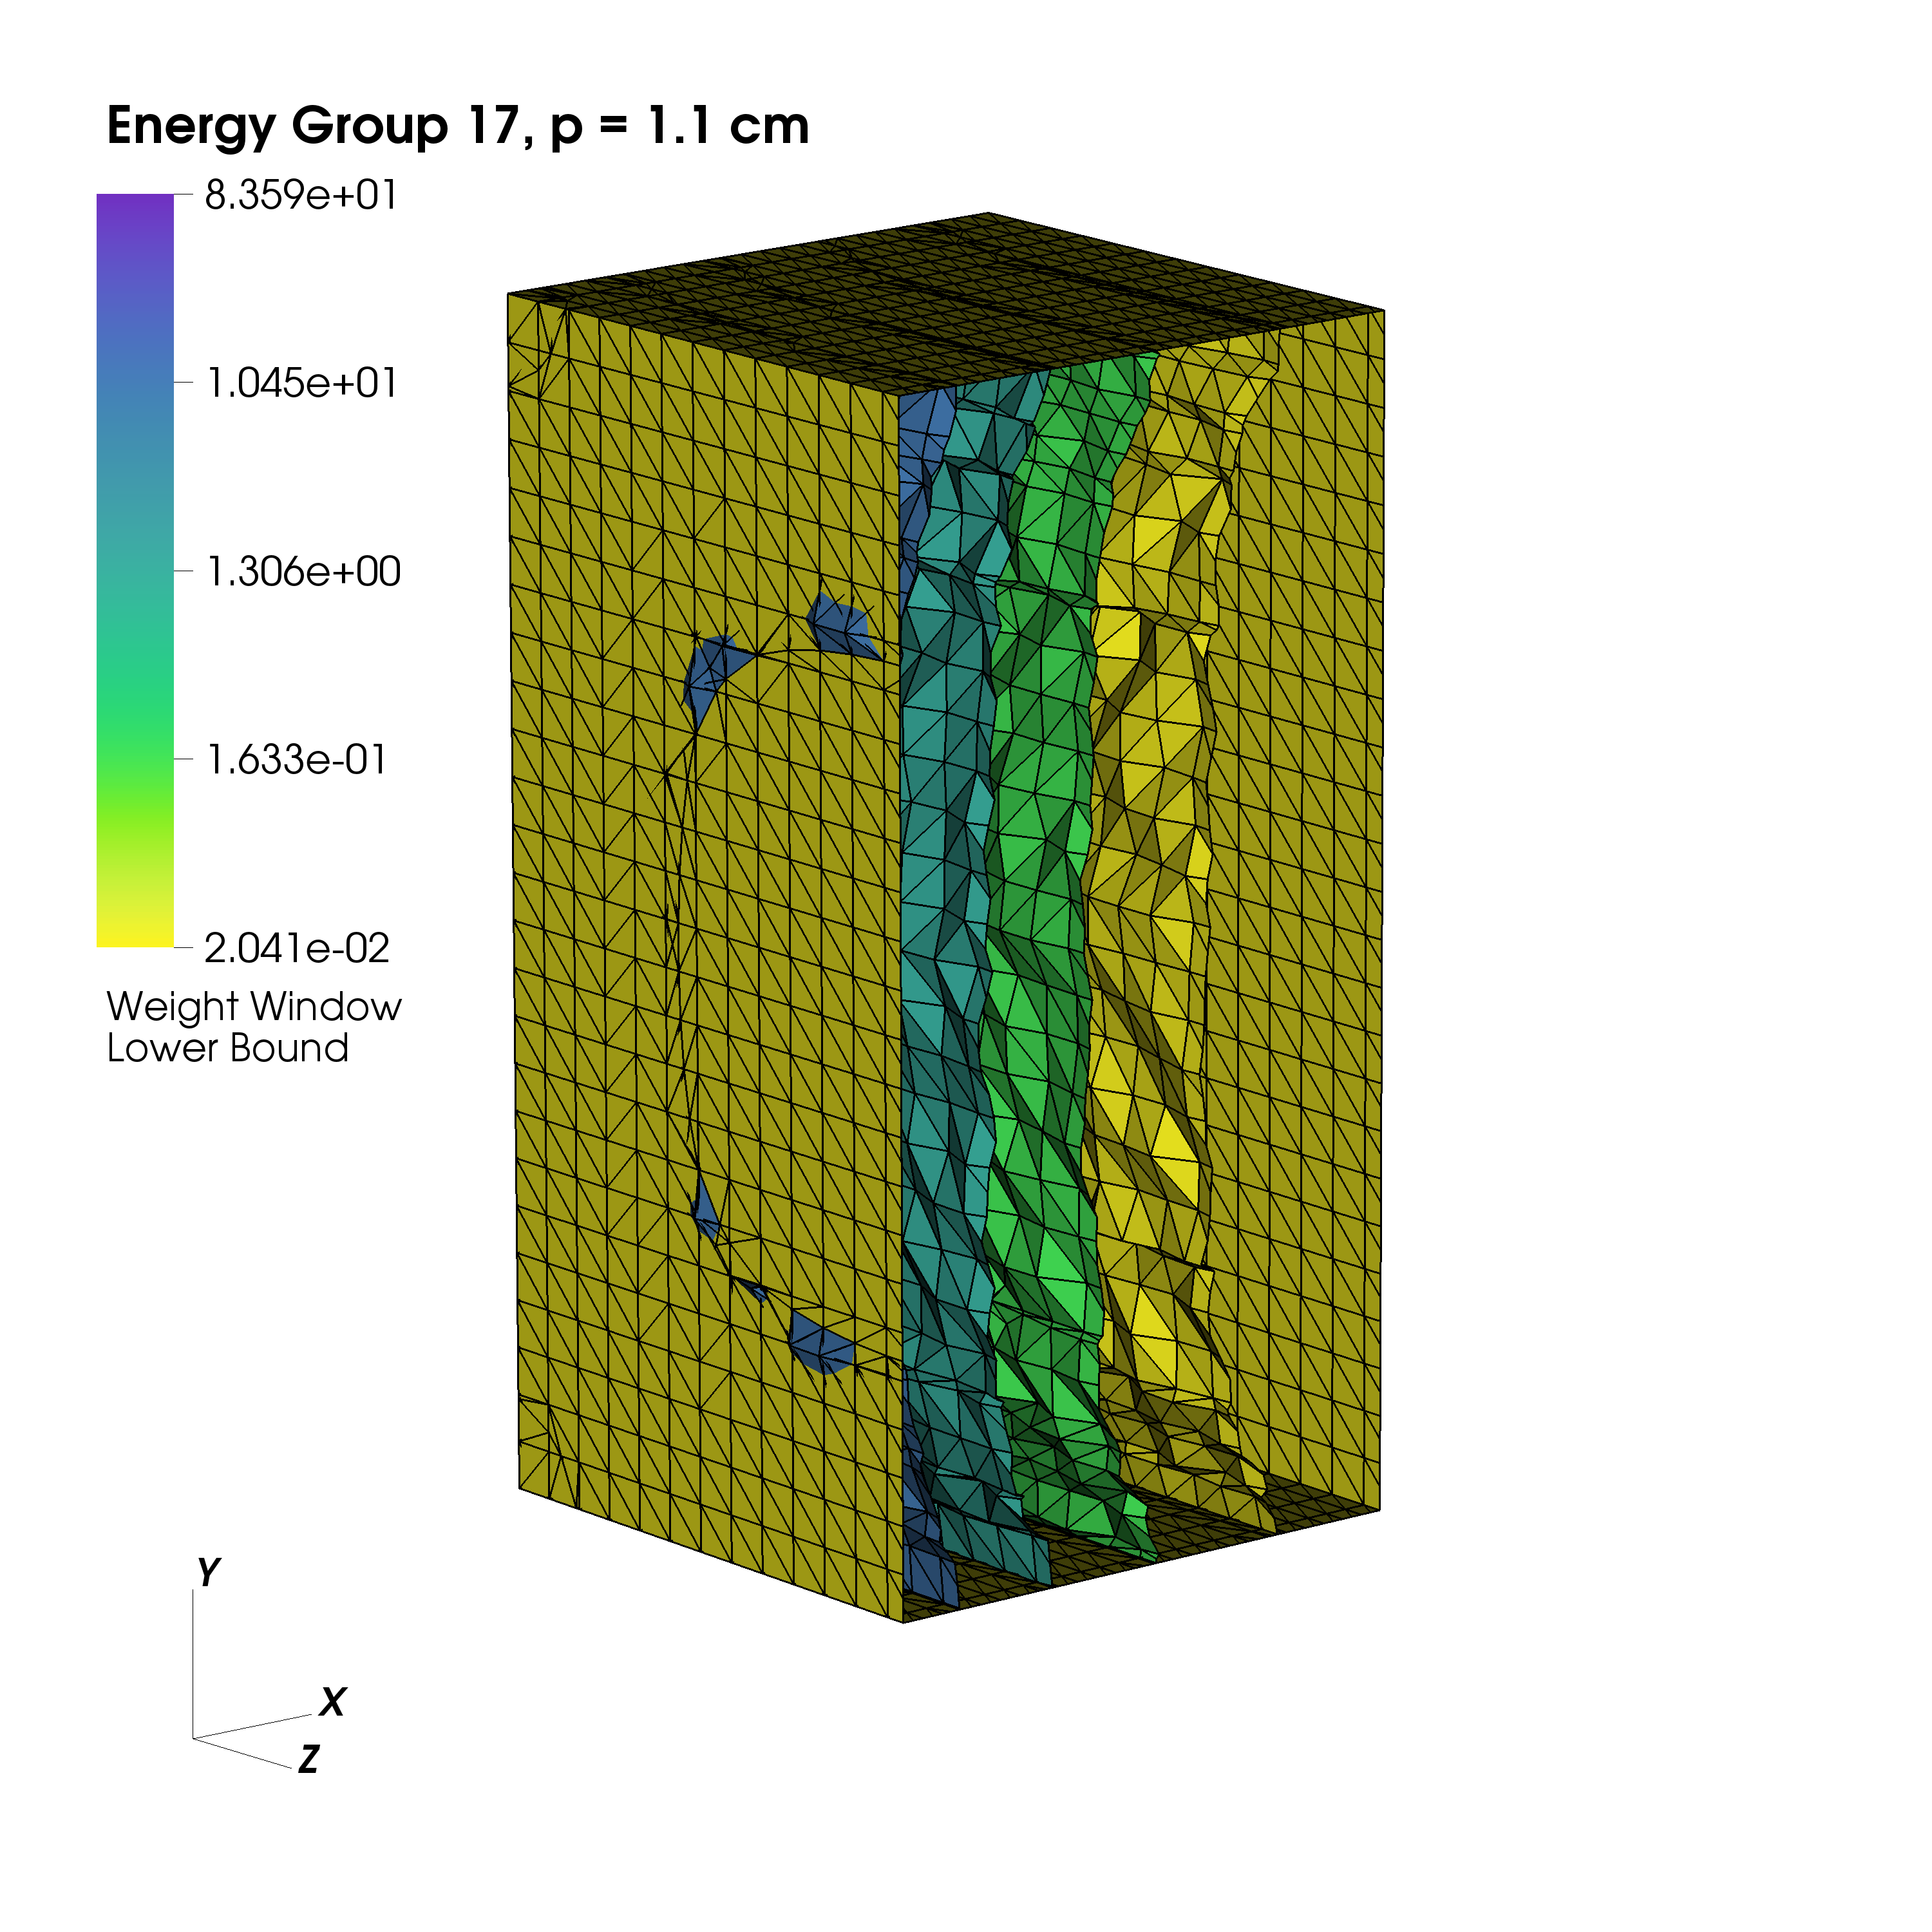 Energy Group 17, p = 1.1 cm
8.359e+01
1.045e+01
1.306e+00
1.633e-01
2.041e-02
Weight Window
Lower Bound
Y
X
Z